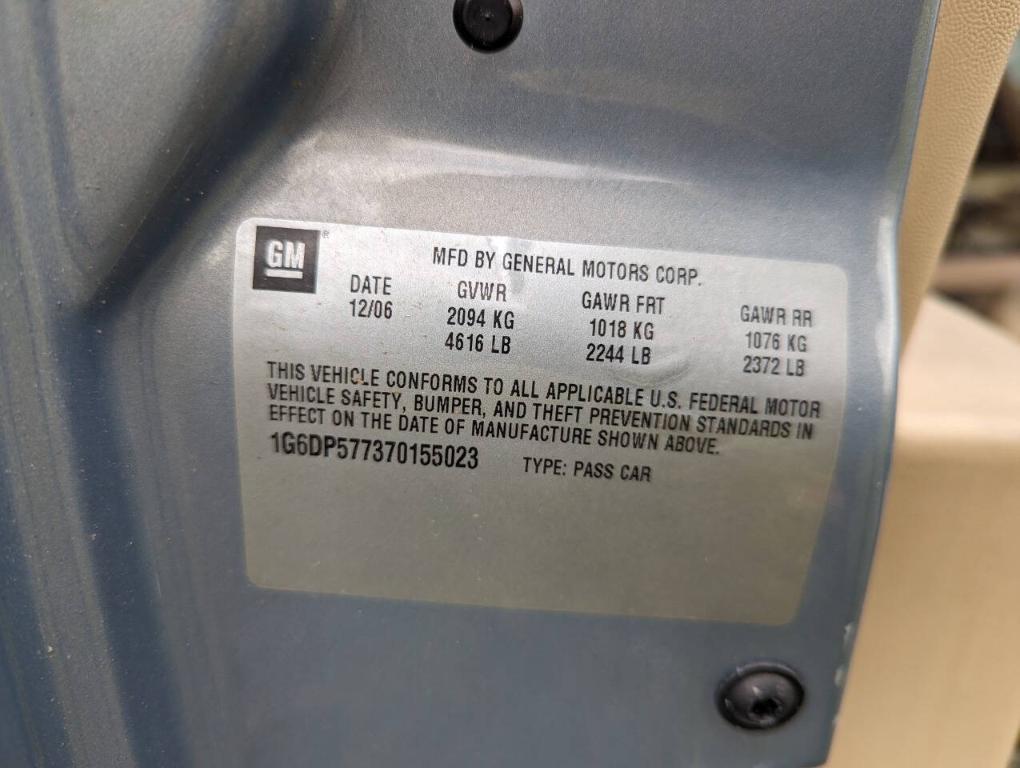 GM®
MFD BY GENERAL MOTORS CORP.
DATE GVWR GAWR FRT GAWR RR
12/06 2094 KG 1018 KG 1076 KG
4616 LB 2244 LB 2372 LB
THIS VEHICLE CONFORMS TO ALL APPLICABLE U.S. FEDERAL MOTOR
VEHICLE SAFETY, BUMPER, AND THEFT PREVENTION STANDARDS IN
EFFECT ON THE DATE OF MANUFACTURE SHOWN ABOVE.
1G6DP577370155023 TYPE: PASS CAR